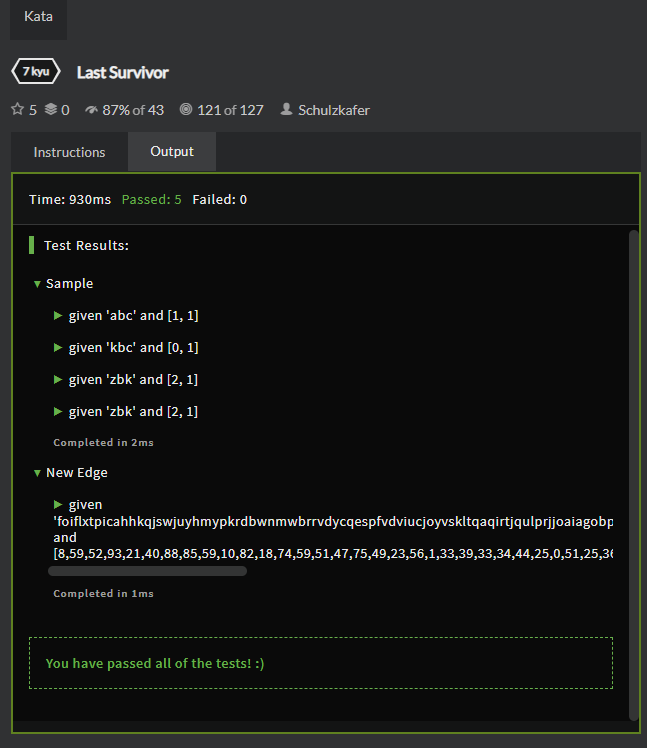 Kata
7 kyu Last Survivor
5 0 87% of 43 121 of 127 Schulzkafer
Instructions Output
Time: 930ms Passed: 5 Failed: 0
Test Results:
▼ Sample
▶ given 'abc' and [1, 1]
▶ given 'kbc' and [0, 1]
▶ given 'zbk' and [2, 1]
▶ given 'zbk' and [2, 1]
Completed in 2ms
▼ New Edge
▶ given
'foiflxtpicahhkqjswjuyhmypkrdbwnmwbrrvdycqespfvdviucjoyvskltqaqirtjqulprjjoaiagobp
and
[8,59,52,93,21,40,88,85,59,10,82,18,74,59,51,47,75,49,23,56,1,33,39,33,34,44,25,0,51,25,36
Completed in 1ms
You have passed all of the tests! :)